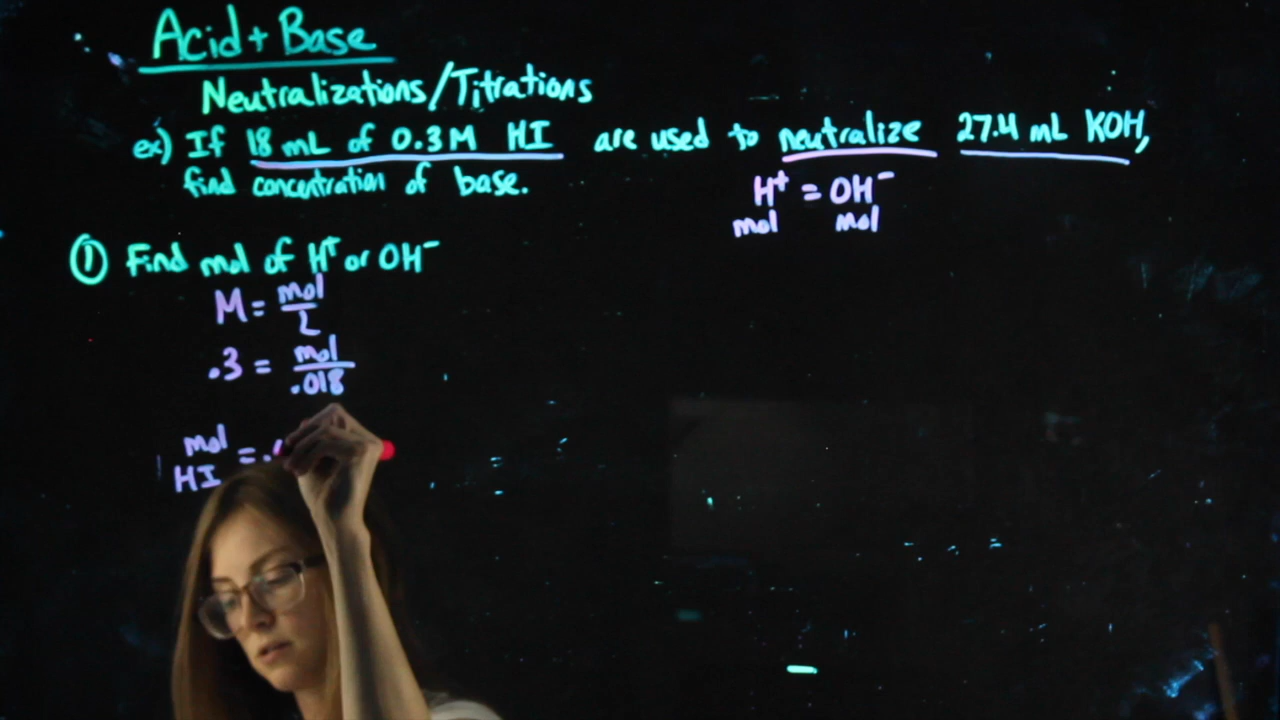 Acid + Base
Neutralizations/Titrations
ex) If 18 mL of 0.3M HI are used to neutralize 27.4 mL KOH,
find concentration of base.
H⁺ = OH⁻
mol mol
① Find mol of H⁺ or OH⁻
M = mol/L
.3 = mol/.018
mol
HI = .